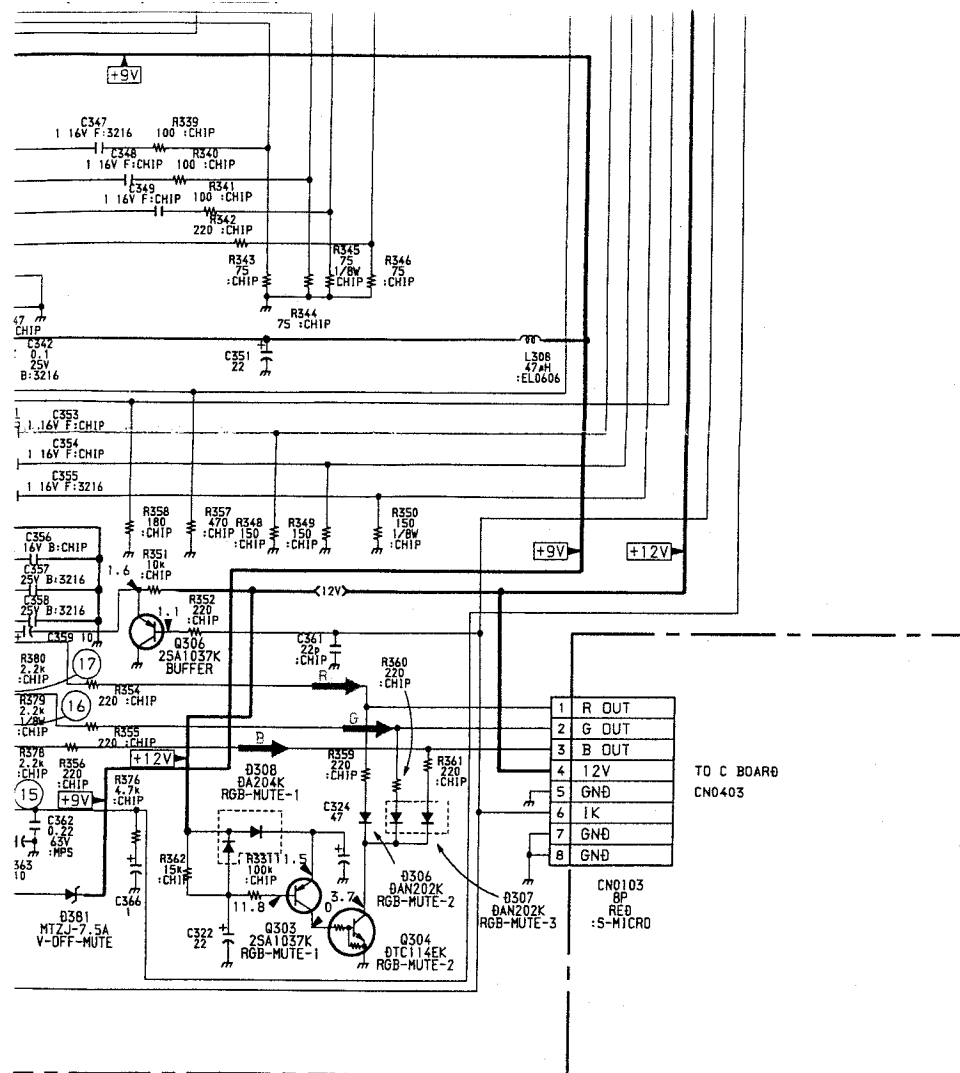 +9V
C347
1 16V F:3216
R339
100 :CHIP
C348
1 16V F:CHIP
R340
100 :CHIP
C349
1 16V F:CHIP
R341
100 :CHIP
R342
220 :CHIP
R343
75
:CHIP
R345
75
1/8W
CHIP
R346
75
:CHIP
R344
75 :CHIP
47
CHIP
C342
0.1
25V
B:3216
C351
22
L308
47μH
:EL0606
C353
1 16V F:CHIP
C354
1 16V F:CHIP
C355
1 16V F:3216
R358
180
:CHIP
R357
470
:CHIP
R348
150
:CHIP
R349
150
:CHIP
R350
150
1/8W
:CHIP
+9V
+12V
C356
16V B:CHIP
C357
25V B:3216
C358
25V B:3216
C359 10
R351
10k
:CHIP
1.6
<12V>
R352
220
:CHIP
1.1
Q306
2SA1037K
BUFFER
C361
22p
:CHIP
R380
2.2k
:CHIP
17
R354
220 :CHIP
R
R360
220
:CHIP
R379
2.2k
1/8W
:CHIP
16
G
R355
220 :CHIP
B
R378
2.2k
:CHIP
R356
220
:CHIP
+12V
R359
220
:CHIP
R361
220
:CHIP
15
+9V
R376
4.7k
:CHIP
D308
DA204K
RGB-MUTE-1
C324
47
C362
0.22
63V
:MPS
363
10
R362
15k
:CHIP
R331
100k
:CHIP
11.5
11.8
3.7
0
D306
DAN202K
RGB-MUTE-2
D307
DAN202K
RGB-MUTE-3
C366
1
D381
MTZJ-7.5A
V-OFF-MUTE
C322
22
Q303
2SA1037K
RGB-MUTE-1
Q304
DTC114EK
RGB-MUTE-2
1 R OUT
2 G OUT
3 B OUT
4 12V
5 GND
6 IK
7 GND
8 GND
TO C BOARD
CN0403
CN0103
8P
RED
:S-MICRO